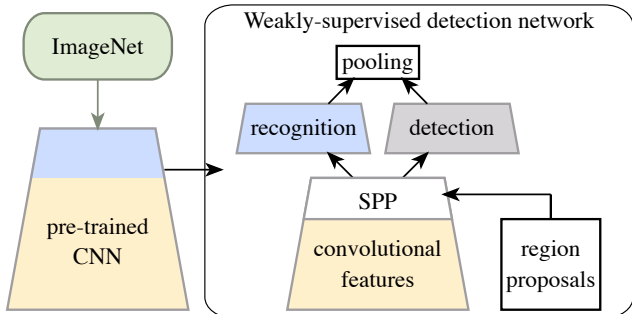 ImageNet
pre-trained
CNN
Weakly-supervised detection network
pooling
recognition
detection
SPP
convolutional
features
region
proposals